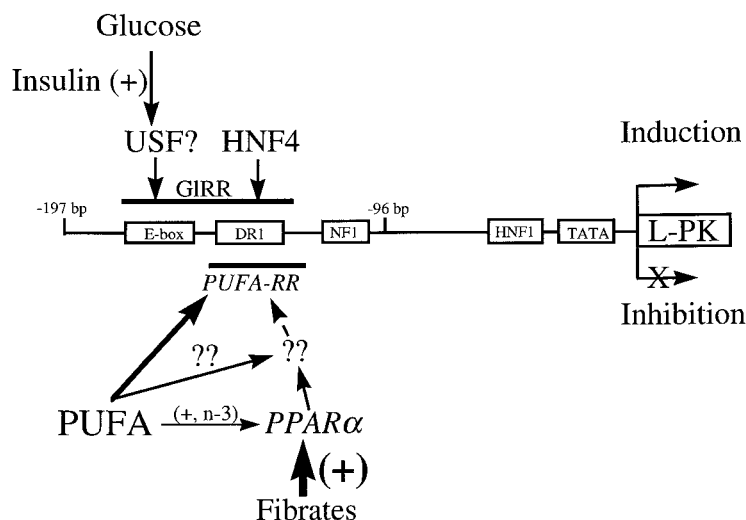 Glucose
Insulin (+)
USF? HNF4
Induction
GlRR
-197 bp
-96 bp
E-box DR1 NF1 HNF1 TATA L-PK
X
PUFA-RR
Inhibition
??
??
PUFA (+, n-3) PPARα
(+)
Fibrates